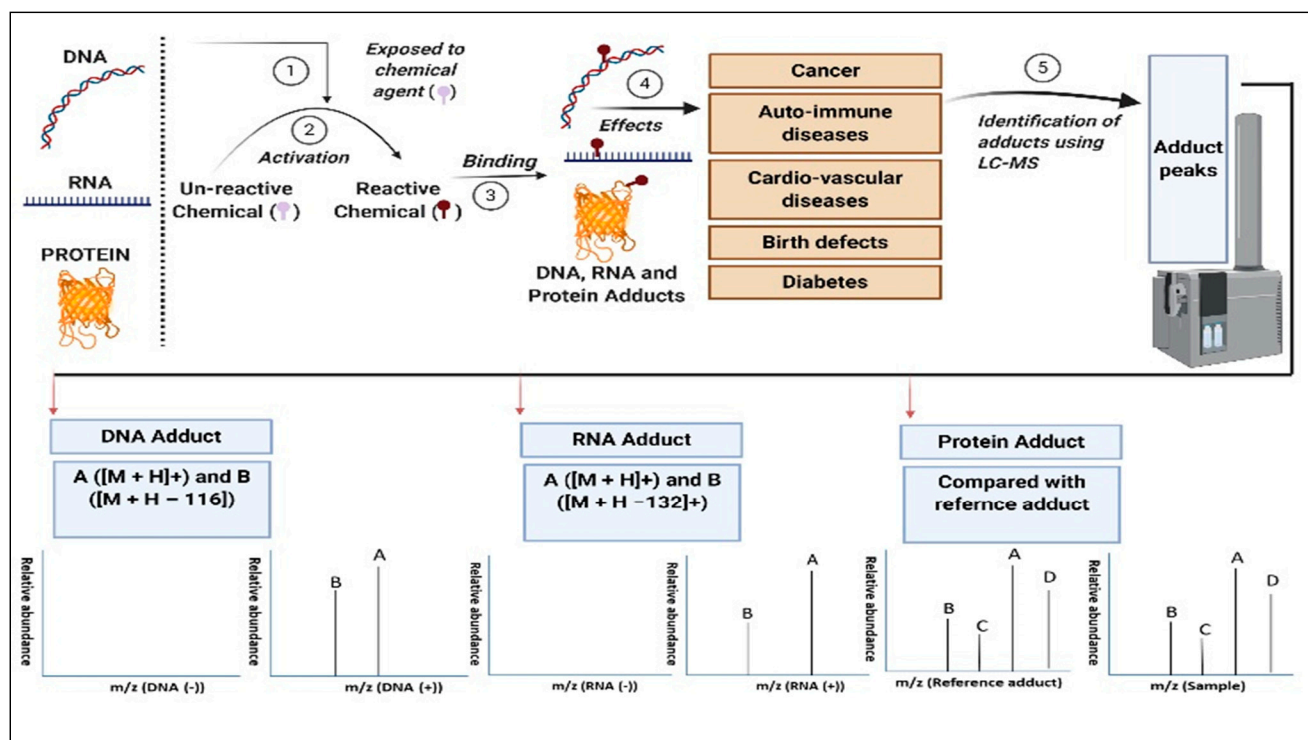 DNA
RNA
PROTEIN
1
Exposed to
chemical
agent ( )
2
Activation
Un-reactive
Chemical ( )
Reactive
Chemical ( )
Binding
3
4
Effects
DNA, RNA and
Protein Adducts
Cancer
Auto-immune
diseases
Cardio-vascular
diseases
Birth defects
Diabetes
5
Identification of
adducts using
LC-MS
Adduct
peaks
DNA Adduct
A ([M + H]+) and B
([M + H – 116])
RNA Adduct
A ([M + H]+) and B
([M + H –132]+)
Protein Adduct
Compared with
refernce adduct
Relative abundance
m/z (DNA (-))
Relative abundance
B
A
m/z (DNA (+))
Relative abundance
m/z (RNA (-))
Relative abundance
B
A
m/z (RNA (+))
Relative abundance
B
C
A
D
m/z (Reference adduct)
Relative abundance
B
C
A
D
m/z (Sample)